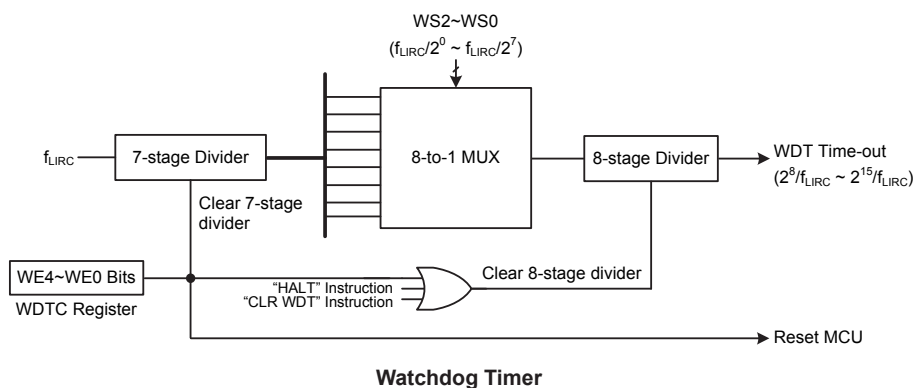 WS2~WS0
(fLIRC/2^0 ~ fLIRC/2^7)
fLIRC
7-stage Divider
8-to-1 MUX
8-stage Divider
WDT Time-out
(2^8/fLIRC ~ 2^15/fLIRC)
Clear 7-stage
divider
WE4~WE0 Bits
WDTC Register
"HALT" Instruction
"CLR WDT" Instruction
Clear 8-stage divider
Reset MCU
Watchdog Timer